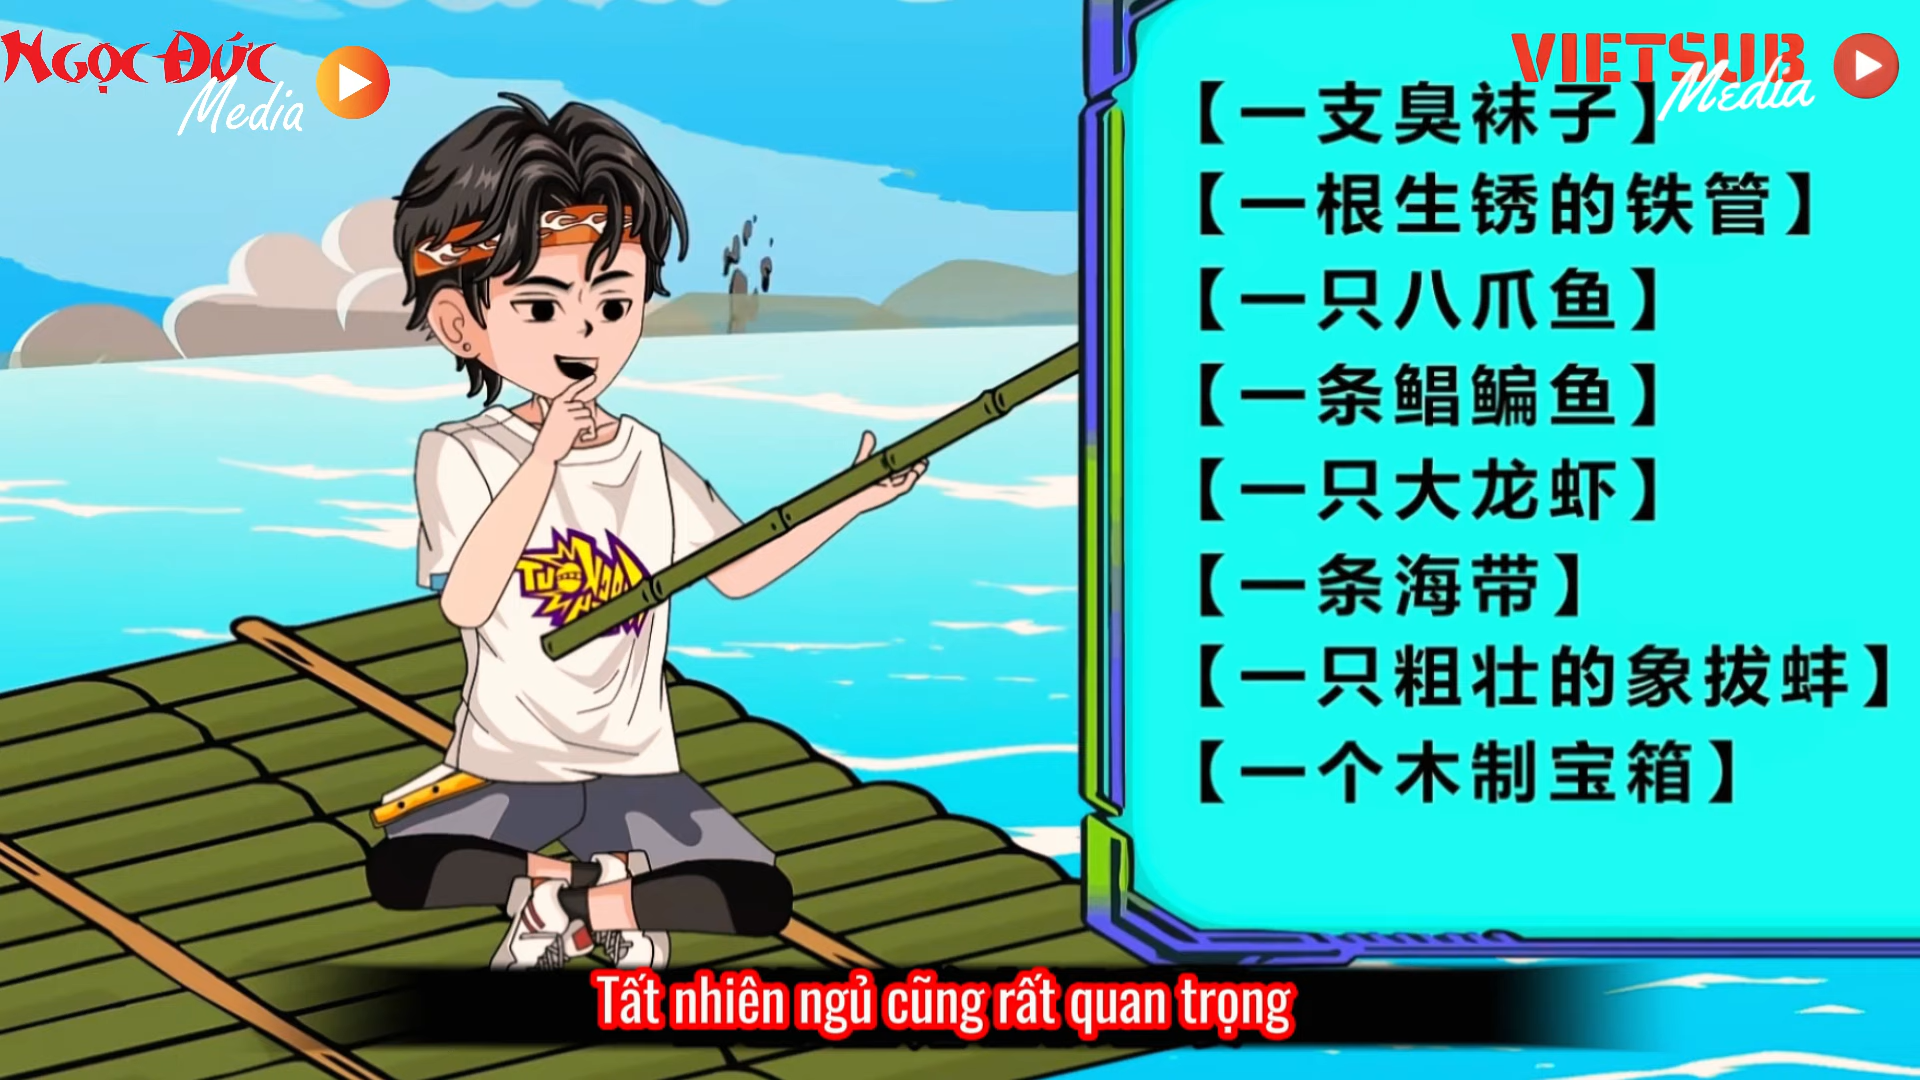 NGỌC ĐỨC
Media
VIETSUB
Media
【一支臭袜子】
【一根生锈的铁管】
【一只八爪鱼】
【一条鲳鳊鱼】
【一只大龙虾】
【一条海带】
【一只粗壮的象拔蚌】
【一个木制宝箱】
Tất nhiên ngủ cũng rất quan trọng